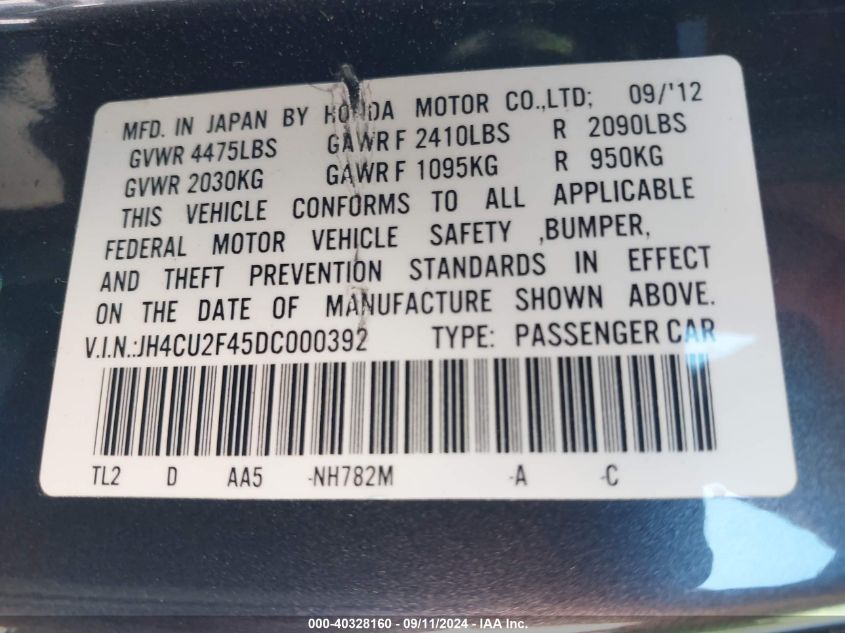 MFD. IN JAPAN BY HONDA MOTOR CO.,LTD; 09/'12
GVWR 4475LBS GAWR F 2410LBS R 2090LBS
GVWR 2030KG GAWR F 1095KG R 950KG
THIS VEHICLE CONFORMS TO ALL APPLICABLE
FEDERAL MOTOR VEHICLE SAFETY ,BUMPER,
AND THEFT PREVENTION STANDARDS IN EFFECT
ON THE DATE OF MANUFACTURE SHOWN ABOVE.
V.I.N.:JH4CU2F45DC000392 TYPE: PASSENGER CAR
TL2 D AA5 -NH782M -A -C
000-40328160 - 09/11/2024 - IAA Inc.